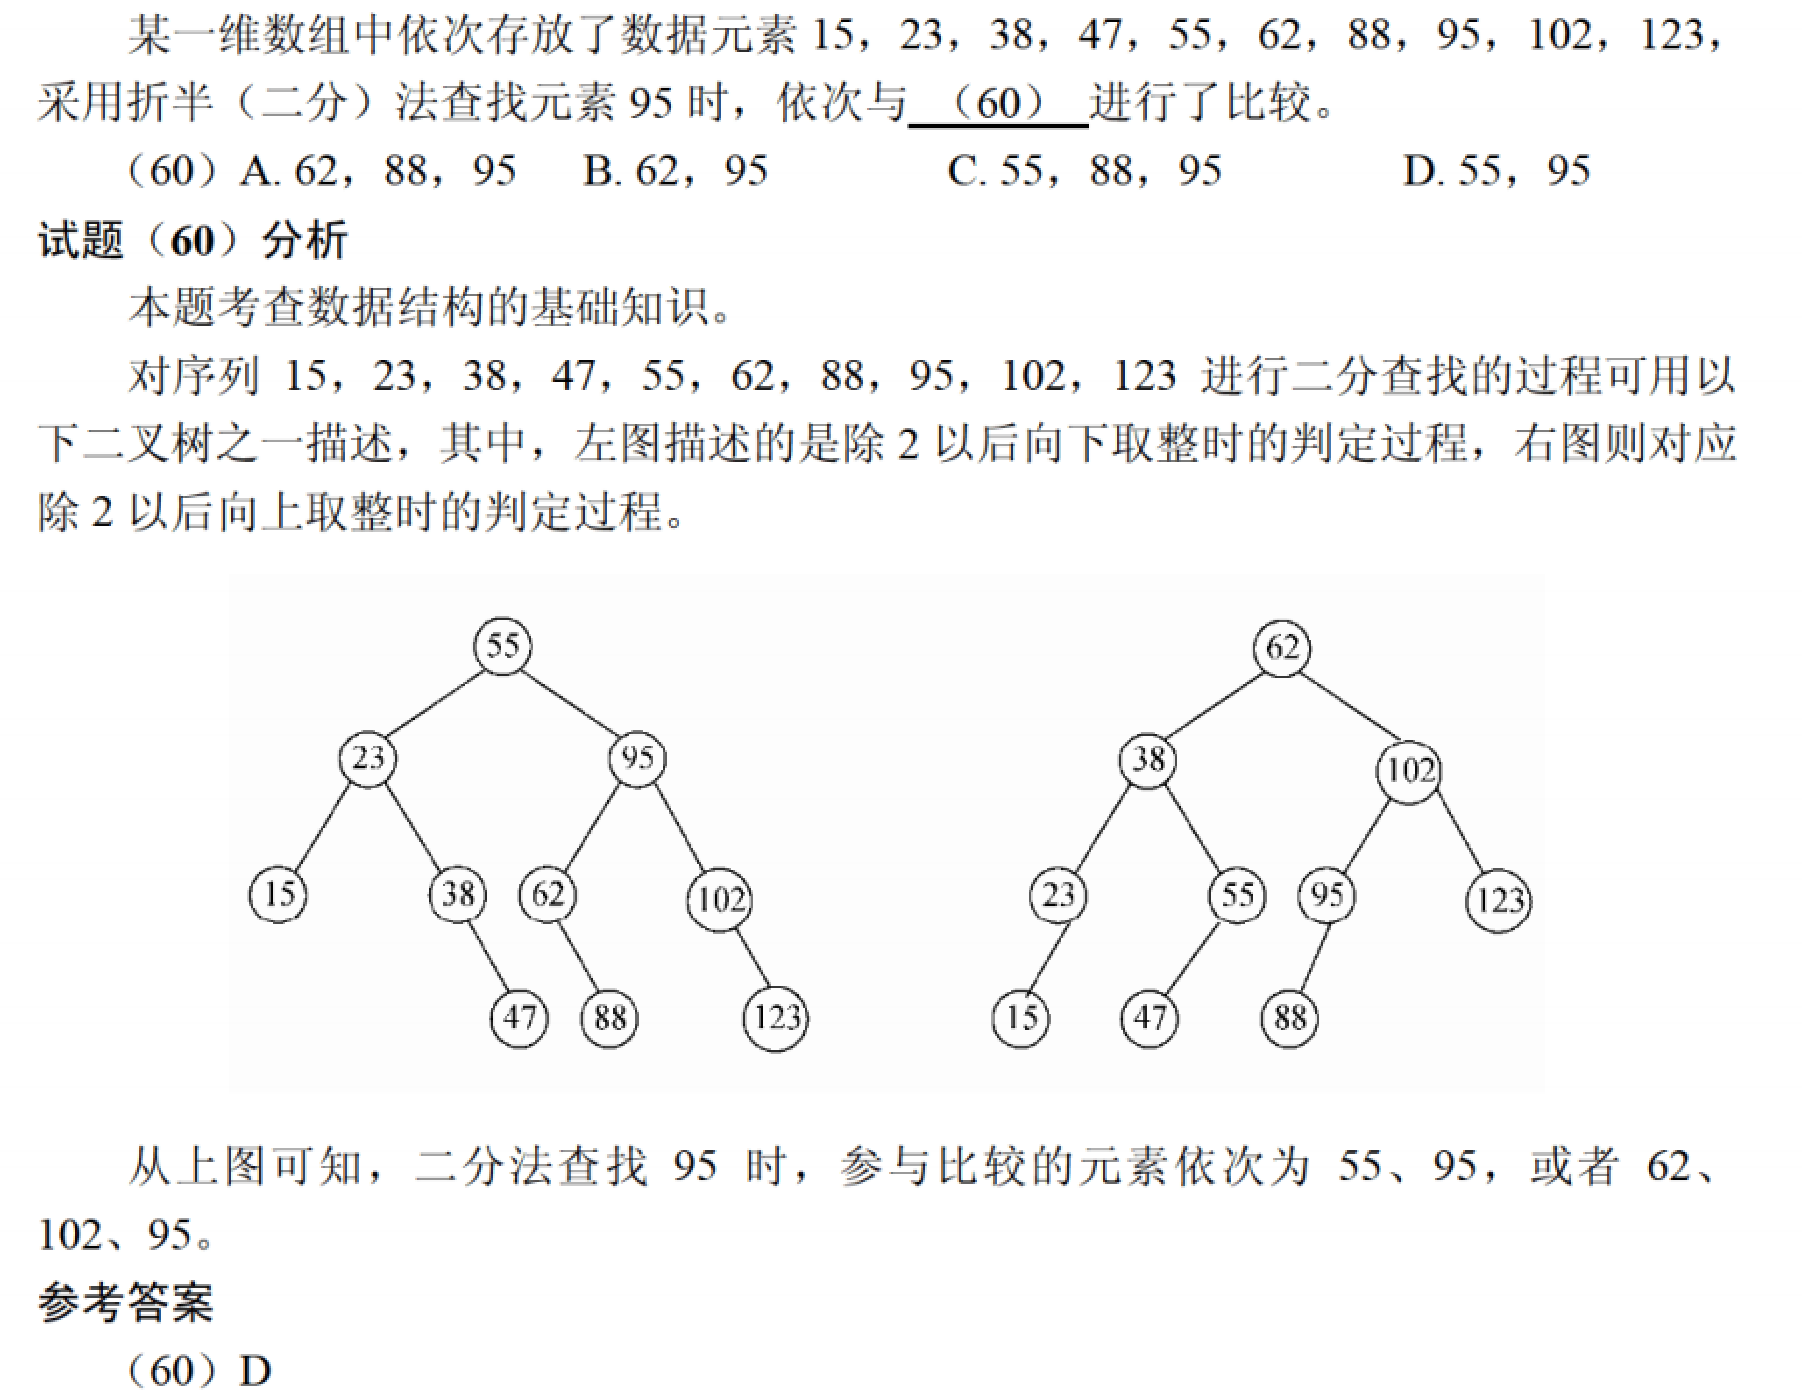 某一维数组中依次存放了数据元素 15，23，38，47，55，62，88，95，102，123，
采用折半（二分）法查找元素 95 时，依次与 （60） 进行了比较。
（60）A. 62，88，95 B. 62，95 C. 55，88，95 D. 55，95
试题（60）分析
本题考查数据结构的基础知识。
对序列 15，23，38，47，55，62，88，95，102，123 进行二分查找的过程可用以
下二叉树之一描述，其中，左图描述的是除 2 以后向下取整时的判定过程，右图则对应
除 2 以后向上取整时的判定过程。
55 62
23 95 38 102
15 38 62 102 23 55 95 123
47 88 123 15 47 88
从上图可知，二分法查找 95 时，参与比较的元素依次为 55、95，或者 62、
102、95。
参考答案
（60）D